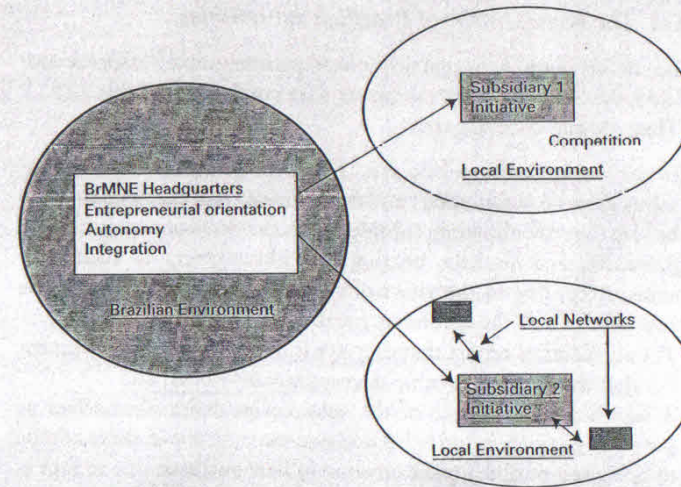 BrMNE Headquarters
Entrepreneurial orientation
Autonomy
Integration
Brazilian Environment
Subsidiary 1
Initiative
Competition
Local Environment
Local Networks
Subsidiary 2
Initiative
Local Environment